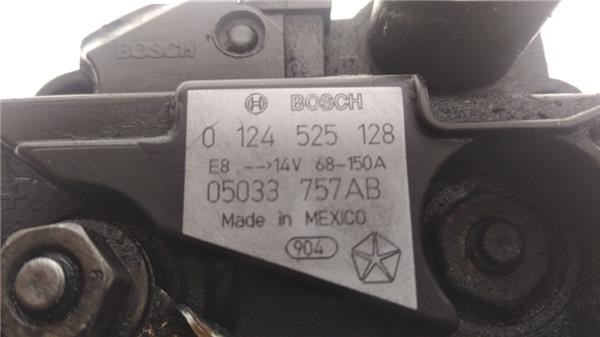 BOSCH
BOSCH
0 124 525 128
E8 -->14V 68-150A
05033 757AB
Made in MEXICO
904